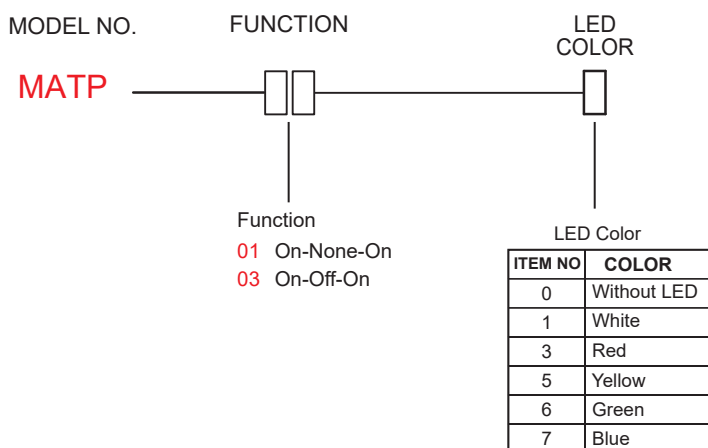 MODEL NO.
FUNCTION
LED
COLOR
MATP
Function
01 On-None-On
03 On-Off-On
LED Color
ITEM NO COLOR
0 Without LED
1 White
3 Red
5 Yellow
6 Green
7 Blue